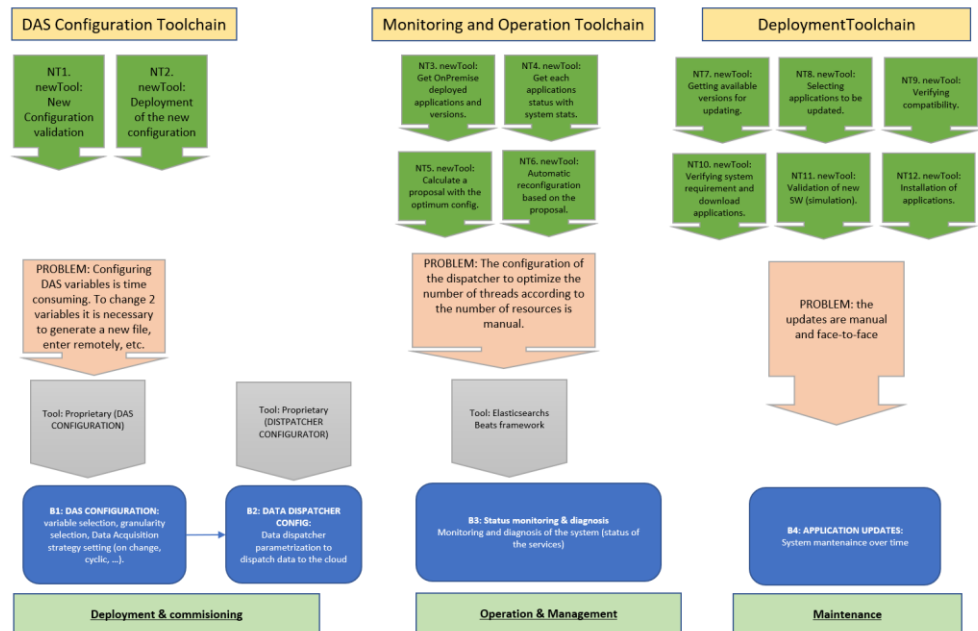 DAS Configuration Toolchain
Monitoring and Operation Toolchain
DeploymentToolchain
NT1.
newTool:
New
Configuration
validation
NT2.
newTool:
Deployment
of the new
configuration
NT3. newTool:
Get OnPremise
deployed
applications and
versions.
NT4. newTool:
Get each
applications
status with
system stats.
NT5. newTool:
Calculate a
proposal with the
optimum config.
NT6. newTool:
Automatic
reconfiguration
based on the
proposal.
NT7. newTool:
Getting available
versions for
updating.
NT8. newTool:
Selecting
applications to be
updated.
NT9. newTool:
Verifying
compatibility.
NT10. newTool:
Verifying system
requirement and
download
applications.
NT11. newTool:
Validation of new
SW (simulation).
NT12. newTool:
Installation of
applications.
PROBLEM: Configuring
DAS variables is time
consuming. To change 2
variables it is necessary
to generate a new file,
enter remotely, etc.
PROBLEM: The configuration of
the dispatcher to optimize the
number of threads according to
the number of resources is
manual.
PROBLEM: the
updates are manual
and face-to-face
Tool: Proprietary (DAS
CONFIGURATION)
Tool: Proprietary
(DISTPATCHER
CONFIGURATOR)
Tool: Elasticsearchs
Beats framework
B1: DAS CONFIGURATION:
variable selection, granularity
selection, Data Acquisition
strategy setting (on change,
cyclic, ...).
B2: DATA DISPATCHER
CONFIG:
Data dispatcher
parametrization to
dispatch data to the cloud
B3: Status monitoring & diagnosis
Monitoring and diagnosis of the system (status of
the services)
B4: APPLICATION UPDATES:
System mentenaince over time
Deployment & commisioning
Operation & Management
Maintenance